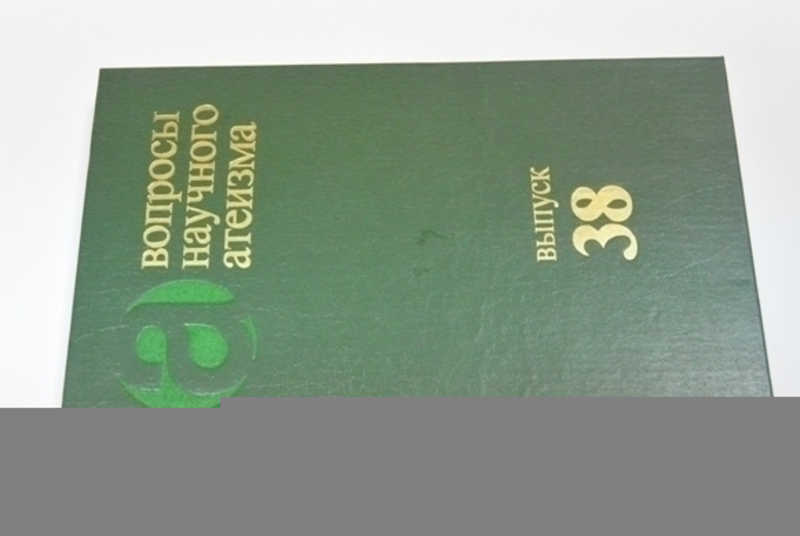 вопросы
научного
атеизма
а
выпуск
38